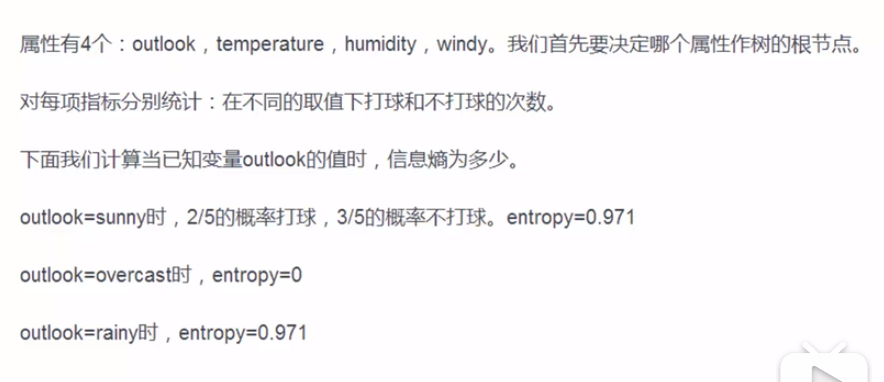 属性有4个：outlook，temperature，humidity，windy。我们首先要决定哪个属性作树的根节点。
对每项指标分别统计：在不同的取值下打球和不打球的次数。
下面我们计算当已知变量outlook的值时，信息熵为多少。
outlook=sunny时，2/5的概率打球，3/5的概率不打球。entropy=0.971
outlook=overcast时，entropy=0
outlook=rainy时，entropy=0.971